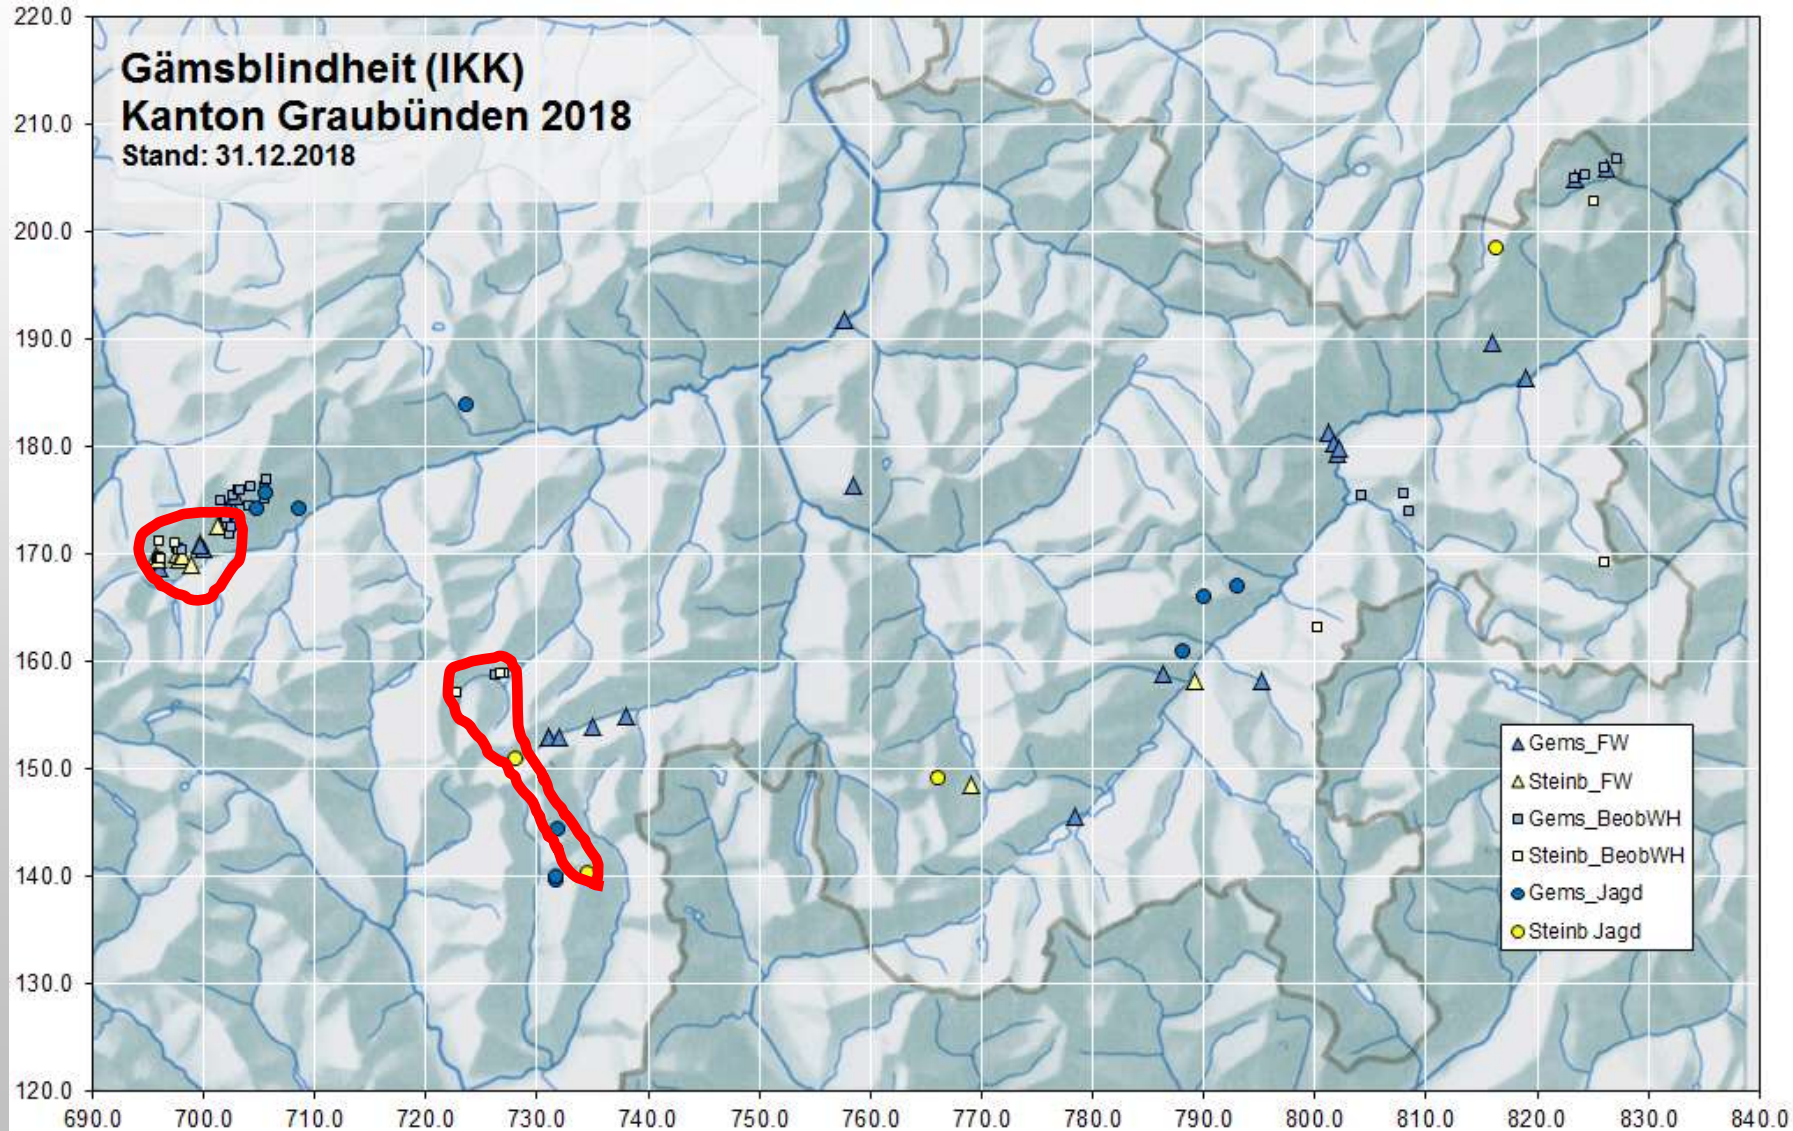 Gämsblindheit (IKK)
Kanton Graubünden 2018
Stand: 31.12.2018
220.0
210.0
200.0
190.0
180.0
170.0
160.0
150.0
140.0
130.0
120.0
690.0 700.0 710.0 720.0 730.0 740.0 750.0 760.0 770.0 780.0 790.0 800.0 810.0 820.0 830.0 840.0
Gems_FW
Steinb_FW
Gems_BeobWH
Steinb_BeobWH
Gems_Jagd
Steinb Jagd